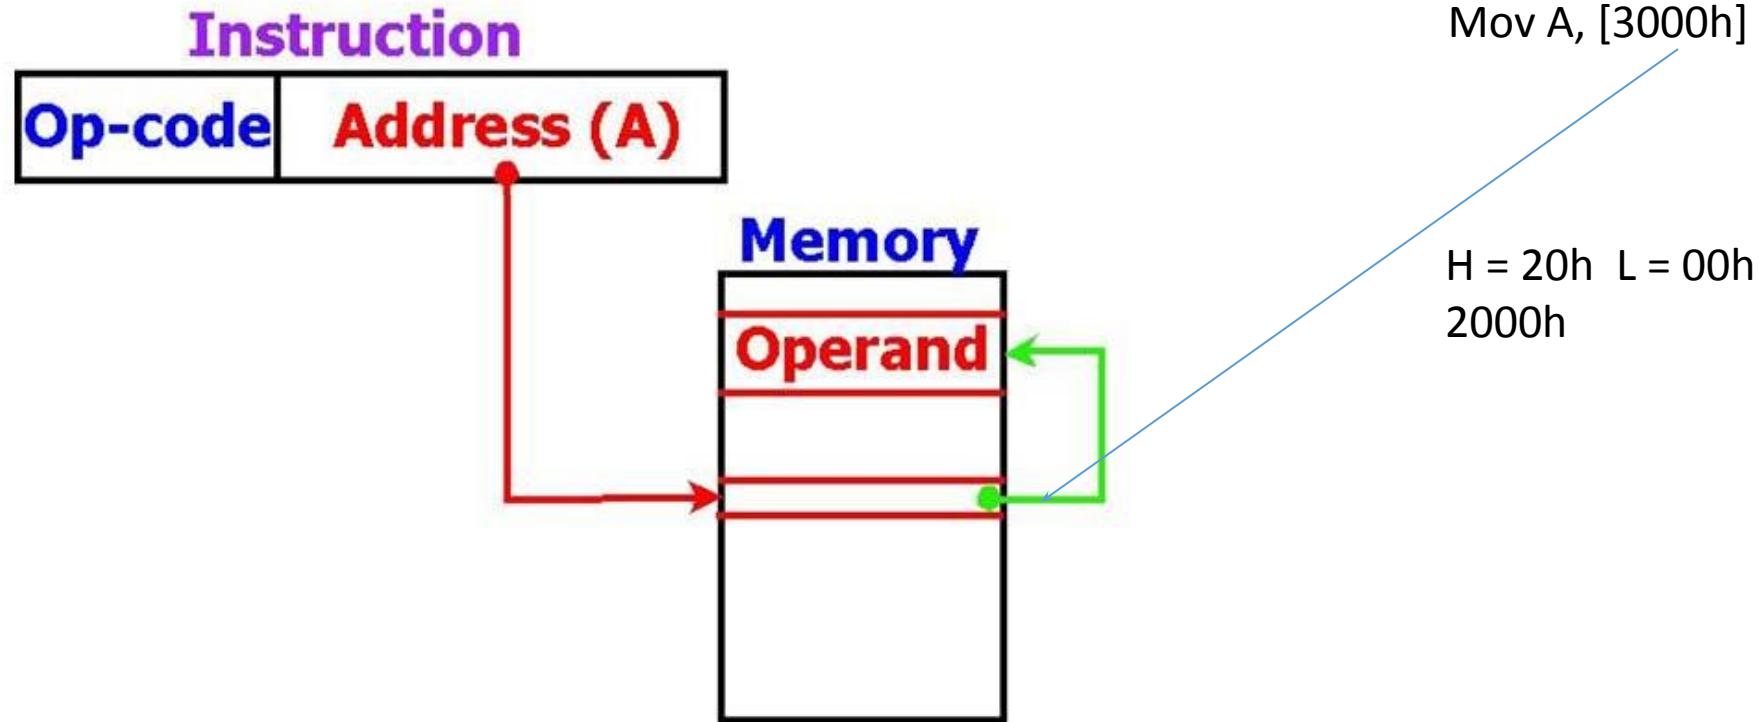 Instruction
Op-code
Address (A)
Memory
Operand
Mov A, [3000h]
H = 20h  L = 00h
2000h